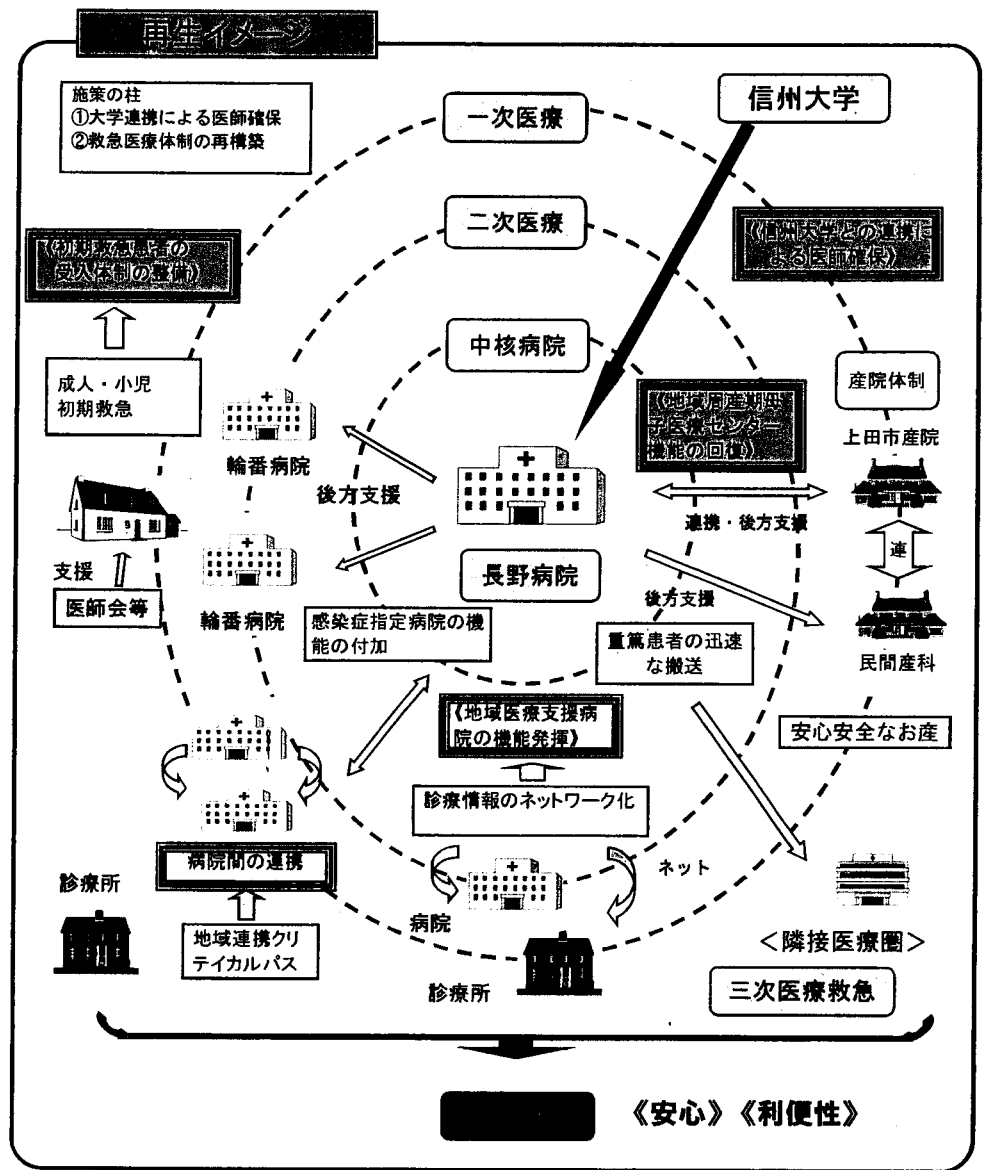 再生イメージ
施策の柱
①大学連携による医師確保
②救急医療体制の再構築
信州大学
一次医療
二次医療
中核病院
《初期救急患者の
受入体制の整備》
《信州大学との連携に
よる医師確保》
成人・小児
初期救急
産院体制
《地域周産期母
子医療センター
機能の回復》
上田市産院
輪番病院
後方支援
連携・後方支援
連
支援
医師会等
輪番病院
長野病院
後方支援
感染症指定病院の機
能の付加
重篤患者の迅速
な搬送
民間産科
《地域医療支援病
院の機能発揮》
安心安全なお産
診療情報のネットワーク化
病院間の連携
ネット
診療所
病院
地域連携クリ
テイカルパス
＜隣接医療圏＞
診療所
三次医療救急
《安心》《利便性》